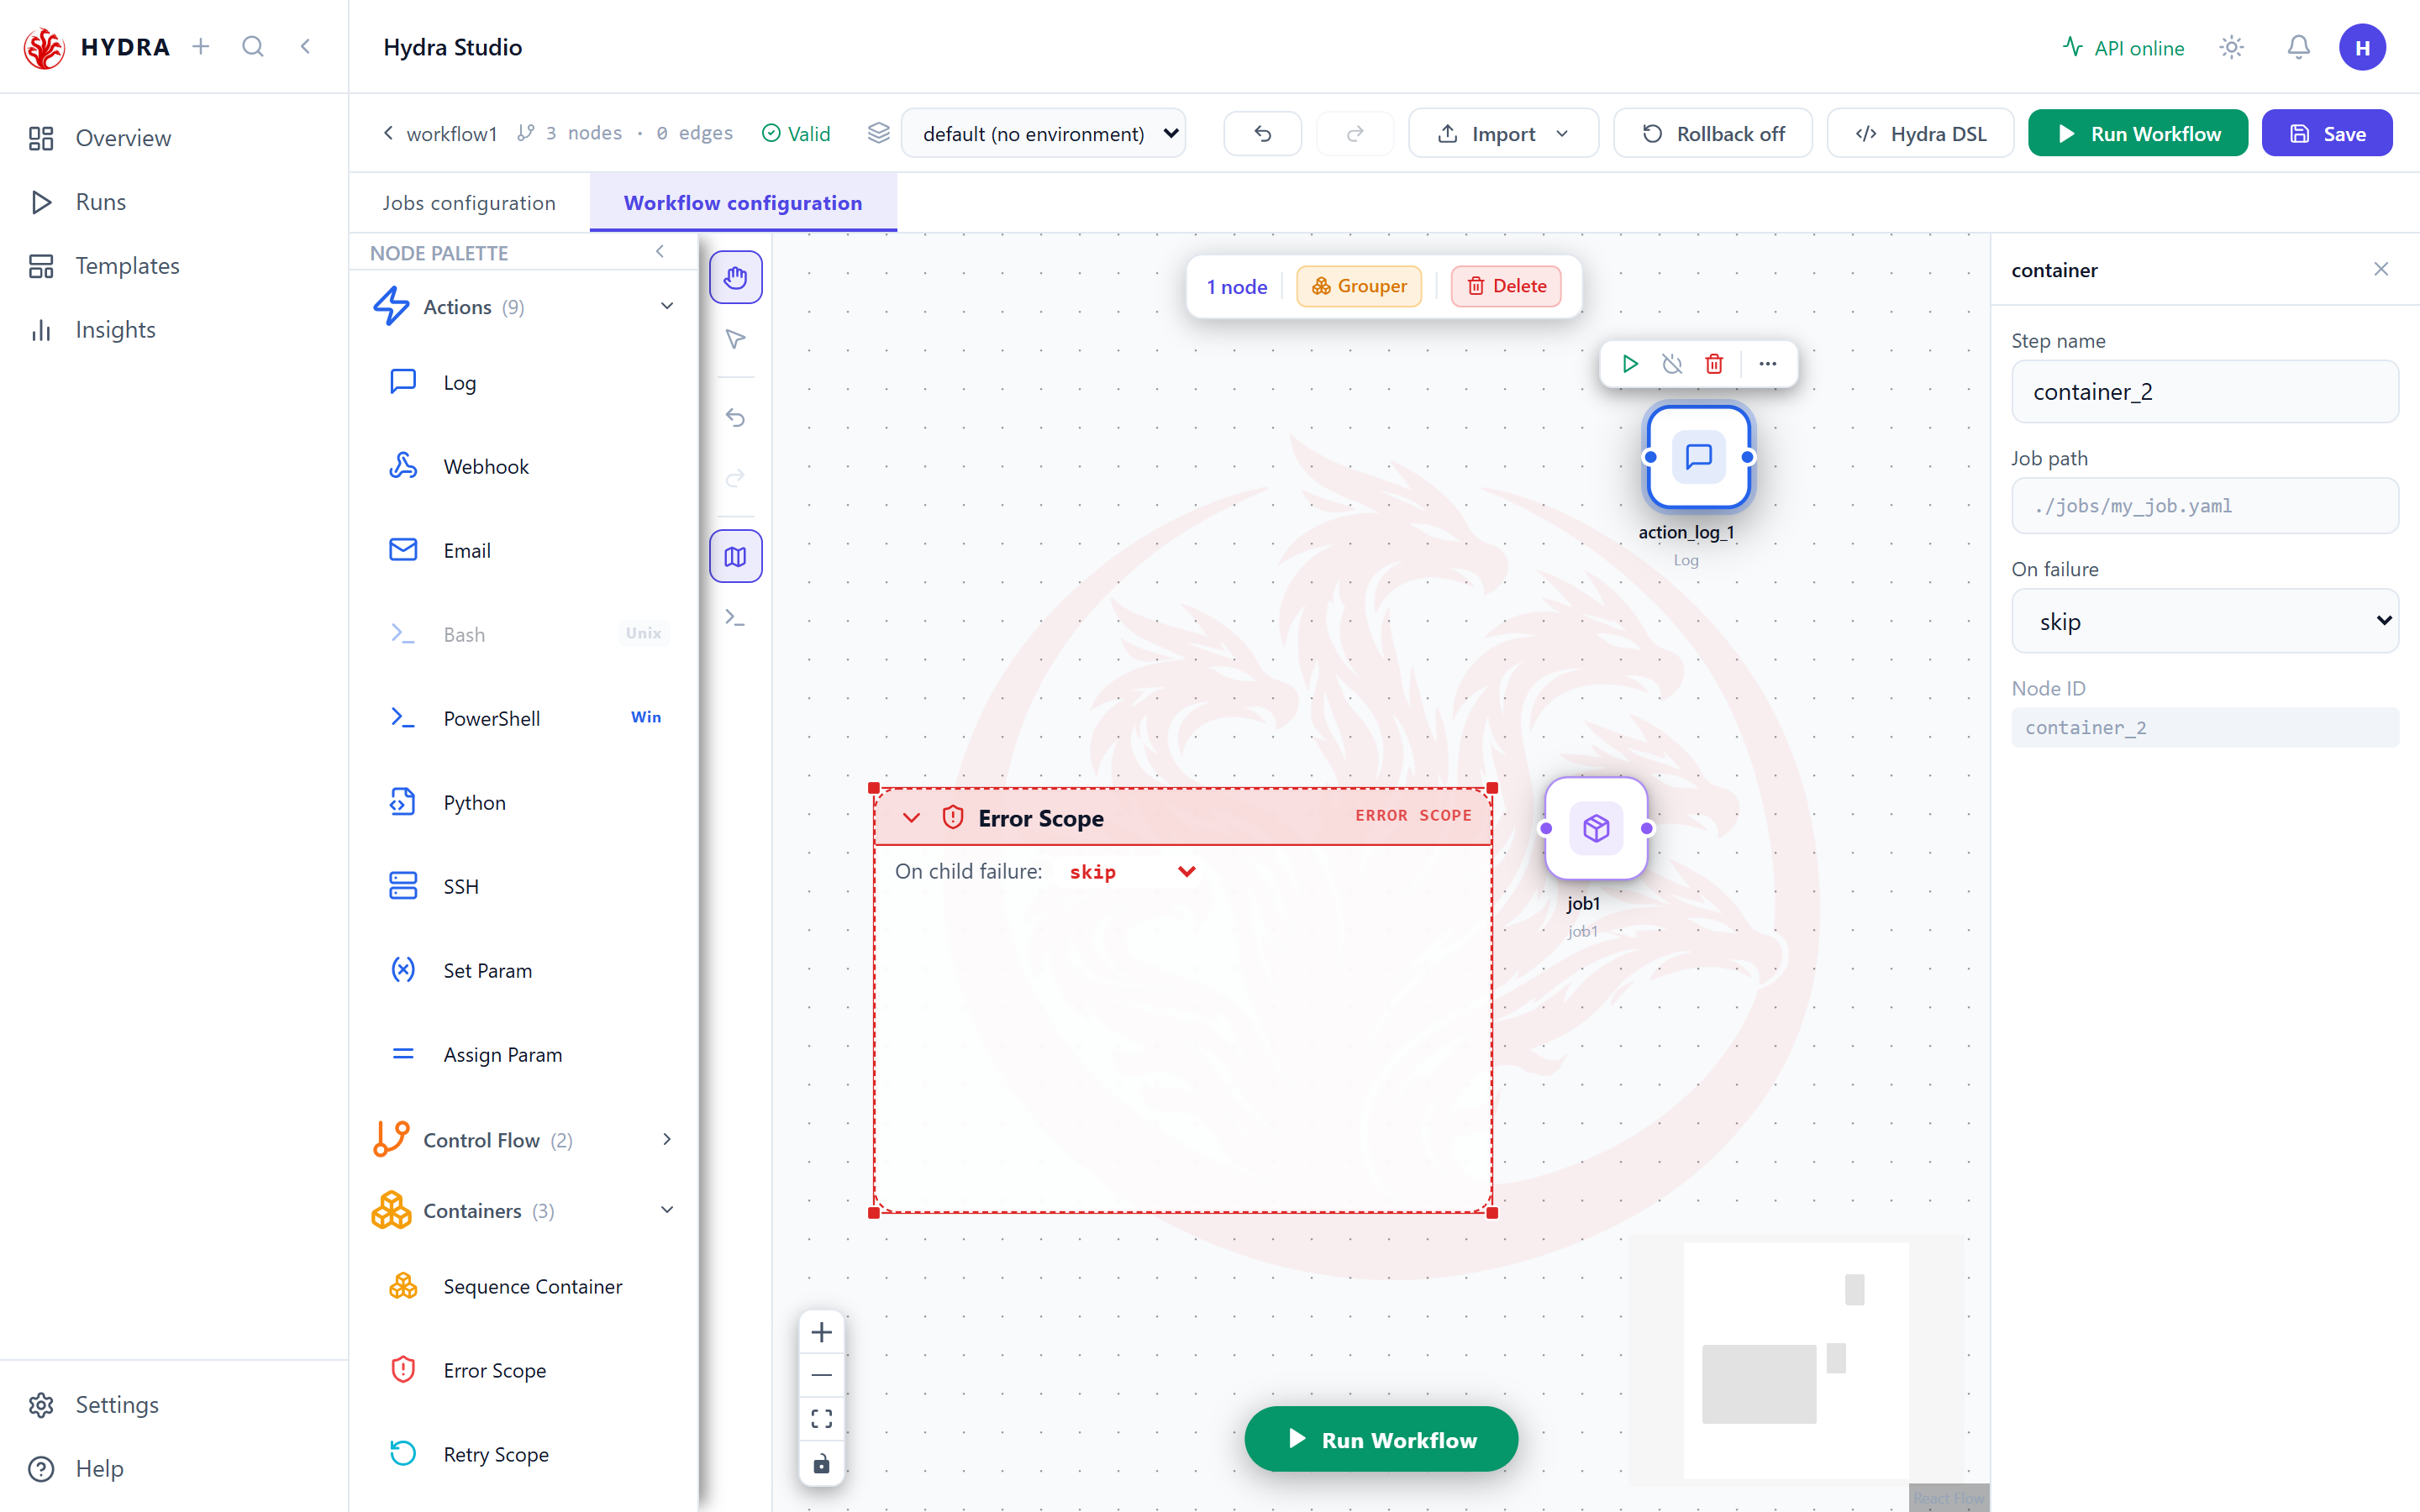 HYDRA
Hydra Studio
API online
H
Overview
Runs
Templates
Insights
Settings
Help
workflow1
3 nodes · 0 edges
Valid
default (no environment)
Import
Rollback off
Hydra DSL
Run Workflow
Save
Jobs configuration
Workflow configuration
NODE PALETTE
Actions (9)
Log
Webhook
Email
Bash Unix
PowerShell Win
Python
SSH
Set Param
Assign Param
Control Flow (2)
Containers (3)
Sequence Container
Error Scope
Retry Scope
1 node
Grouper
Delete
action_log_1
Log
Error Scope
ERROR SCOPE
On child failure: skip
job1
job1
Run Workflow
React Flow
container
Step name
container_2
Job path
./jobs/my_job.yaml
On failure
skip
Node ID
container_2